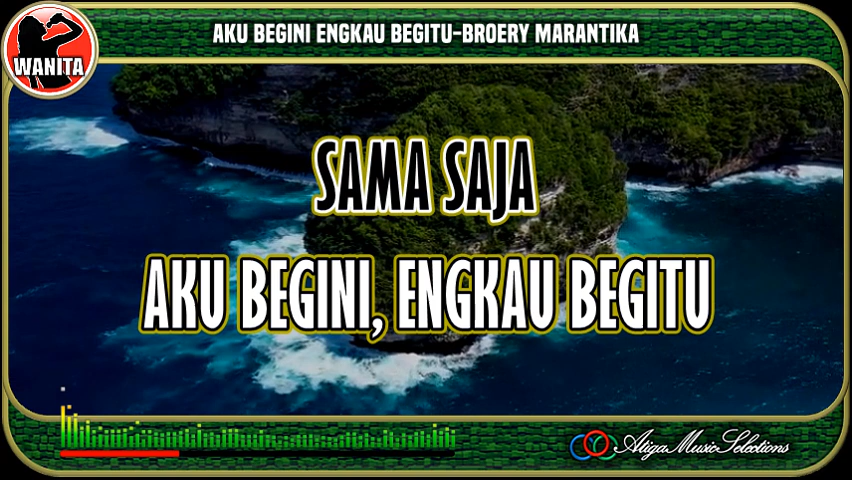 AKU BEGINI ENGKAU BEGITU-BROERY MARANTIKA
WANITA
SAMA SAJA
AKU BEGINI, ENGKAU BEGITU
AtigaMusicSelections